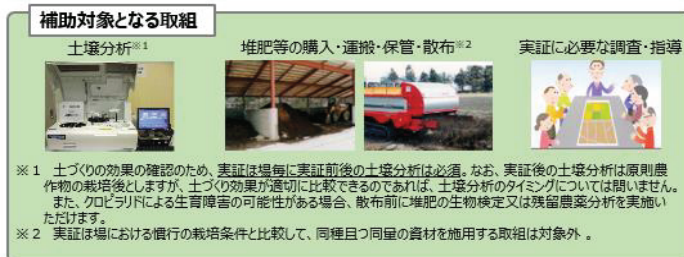 補助対象となる取組
土壌分析※1 堆肥等の購入・運搬・保管・散布※2 実証に必要な調査・指導
※1 土づくりの効果の確認のため、実証ほ場毎に実証前後の土壌分析は必須。なお、実証後の土壌分析は原則農
作物の栽培後としますが、土づくり効果が適切に比較できるのであれば、土壌分析のタイミングについては問いません。
また、クロピラリドによる生育障害の可能性がある場合、散布前に堆肥の生物検定又は残留農薬分析を実施い
ただけます。
※2 実証ほ場における慣行の栽培条件と比較して、同種且つ同量の資材を施用する取組は対象外 。